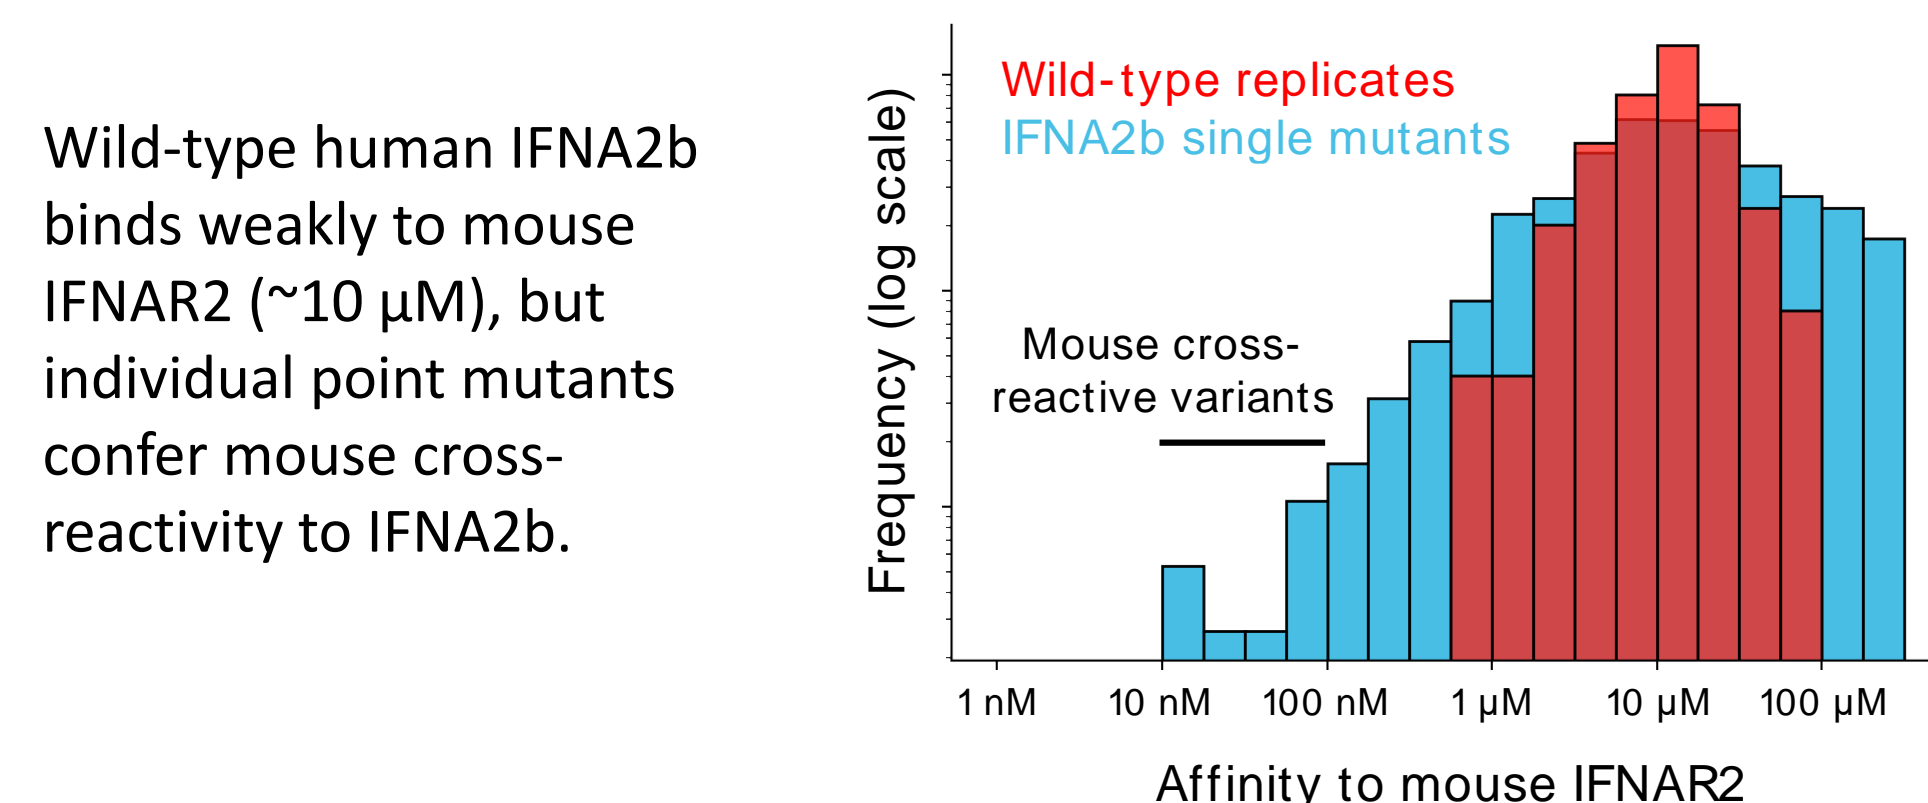 Wild-type human IFNA2b
binds weakly to mouse
IFNAR2 (~10 μM), but
individual point mutants
confer mouse cross-
reactivity to IFNA2b.
Frequency (log scale)
Wild-type replicates
IFNA2b single mutants
Mouse cross-
reactive variants
1 nM 10 nM 100 nM 1 μM 10 μM 100 μM
Affinity to mouse IFNAR2